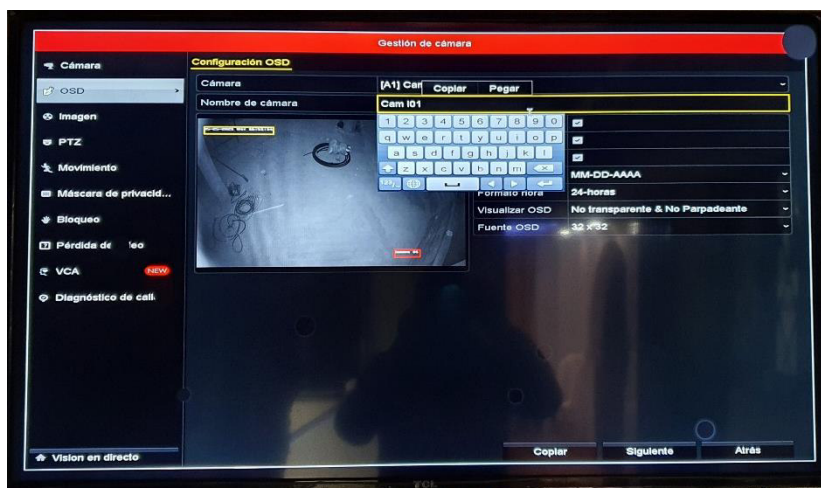 Gestión de cámara
Cámara
Configuración OSD
OSD
Cámara
[A1] Cam
Copiar Pegar
Nombre de cámara
Cam I01
Imagen
PTZ
Movimiento
Máscara de privacid...
Bloqueo
Pérdida de
VCA
NEW
Diagnóstico de cali
1 2 3 4 5 6 7 8 9 0
q w e r t y u i o p
a s d f g h j k l
z x c v b n m
MM-DD-AAAA
Formato hora
24-horas
Visualizar OSD
No transparente & No Parpadeante
Fuente OSD
32 x 32
Vision en directo
Copiar
Siguiente
Atrás
TCL